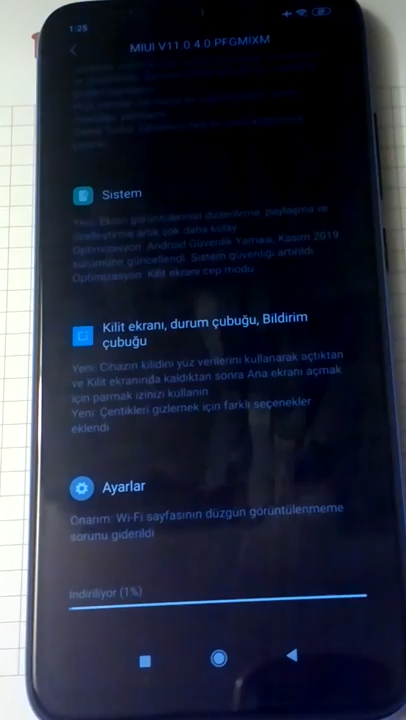 1:25
MIUI V11.0.4.0.PFGMIXM
Sistem
Yeni: Ekran görüntülerinizi düzenleme, paylaşma ve
özelleştirme artık çok daha kolay
Optimizasyon: Android Güvenlik Yaması, Kasım 2019
sürümüne güncellendi. Sistem güvenliği artırıldı
Optimizasyon: Kilit ekranı cep modu
Kilit ekranı, durum çubuğu, Bildirim
çubuğu
Yeni: Cihazın kilidini yüz verilerini kullanarak açtıktan
ve Kilit ekranında kaldıktan sonra Ana ekranı açmak
için parmak izinizi kullanın
Yeni: Çentikleri gizlemek için farklı seçenekler
eklendi
Ayarlar
Onarım: Wi-Fi sayfasının düzgün görüntülenmeme
sorunu giderildi
İndiriliyor (1%)